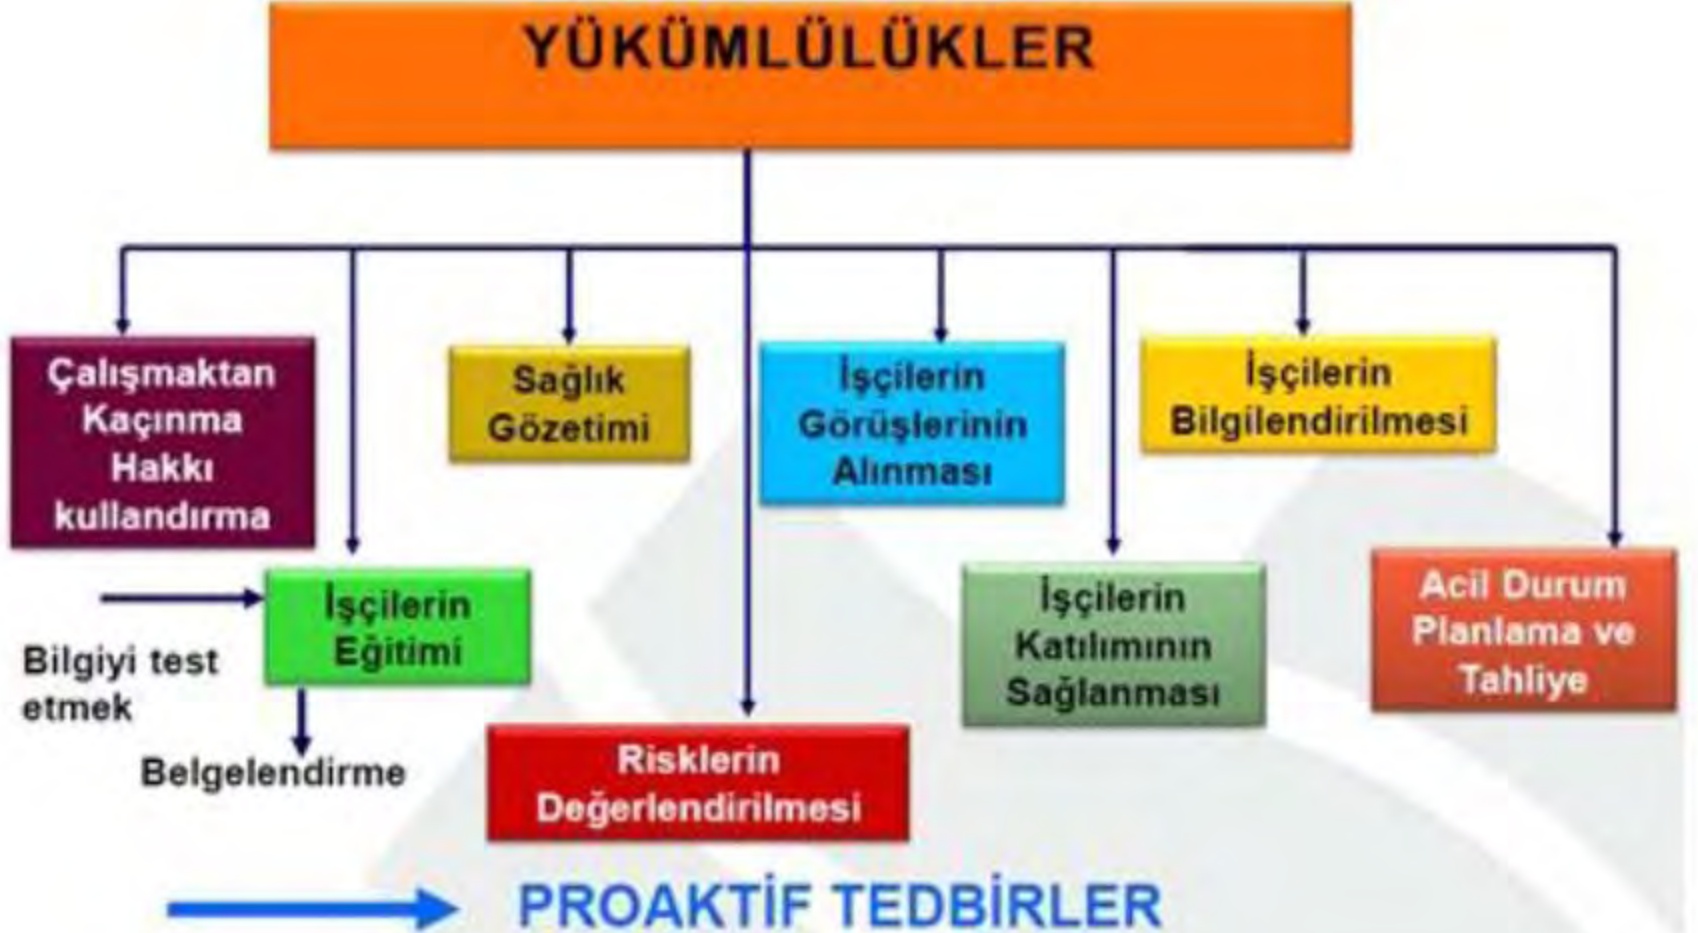 YÜKÜMLÜLÜKLER
Çalışmaktan
Kaçınma
Hakkı
kullandırma
Sağlık
Gözetimi
İşçilerin
Görüşlerinin
Alınması
İşçilerin
Bilgilendirilmesi
İşçilerin
Eğitimi
Bilgiyi test
etmek
Belgelendirme
Risklerin
Değerlendirilmesi
İşçilerin
Katılımının
Sağlanması
Acil Durum
Planlama ve
Tahliye
PROAKTİF TEDBİRLER